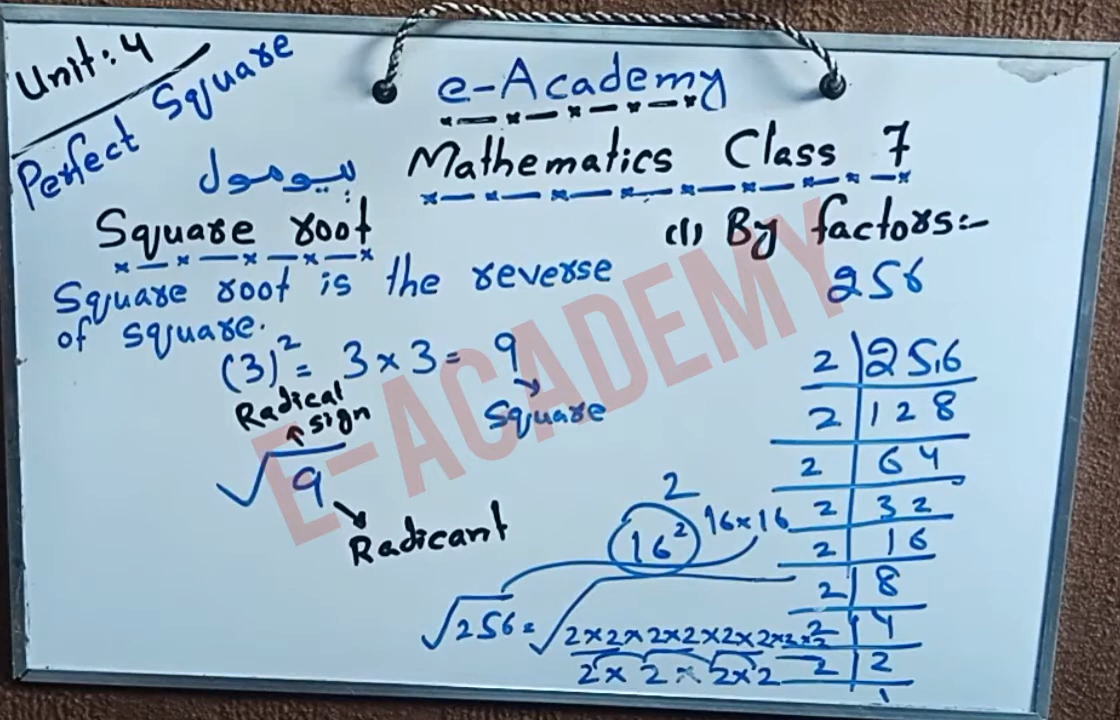 Unit: 4
Perfect Square
e-Academy
Mathematics Class 7
Square root
Square root is the reverse
of square.
(3)² = 3 × 3 = 9
Square
Radical
sign
√9
Radicant
(1) By factors:-
256
2 | 256
2 | 128
2 | 64
2 | 32
2 | 16
2 | 8
2 | 4
2 | 2
1
2
16² 16×16
√256 = √2×2×2×2×2×2×2×2
2 × 2 × 2×2
E-ACADEMY